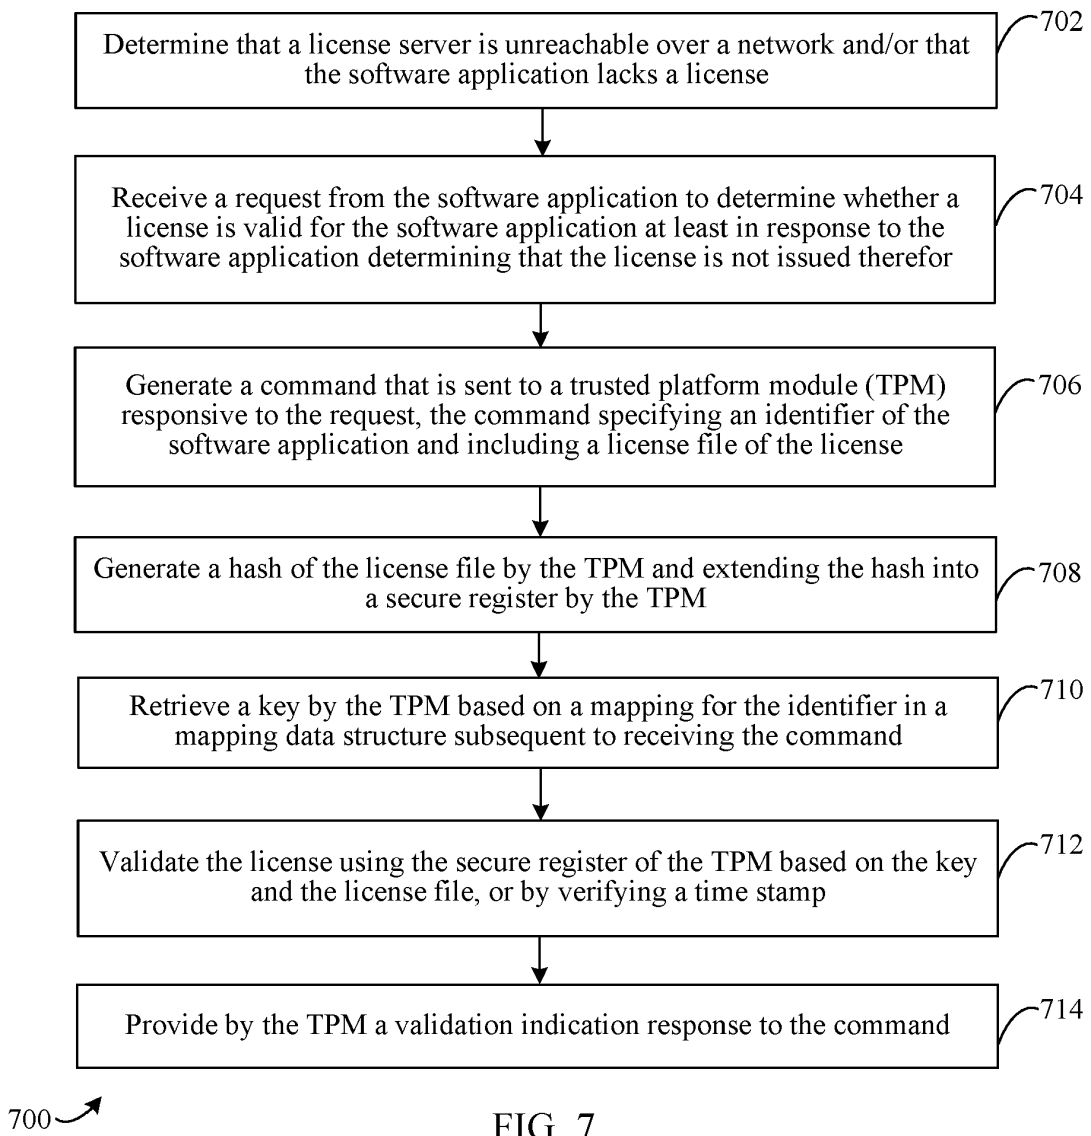 702
Determine that a license server is unreachable over a network and/or that
the software application lacks a license
704
Receive a request from the software application to determine whether a
license is valid for the software application at least in response to the
software application determining that the license is not issued therefor
706
Generate a command that is sent to a trusted platform module (TPM)
responsive to the request, the command specifying an identifier of the
software application and including a license file of the license
708
Generate a hash of the license file by the TPM and extending the hash into
a secure register by the TPM
710
Retrieve a key by the TPM based on a mapping for the identifier in a
mapping data structure subsequent to receiving the command
712
Validate the license using the secure register of the TPM based on the key
and the license file, or by verifying a time stamp
714
Provide by the TPM a validation indication response to the command
700
FIG. 7